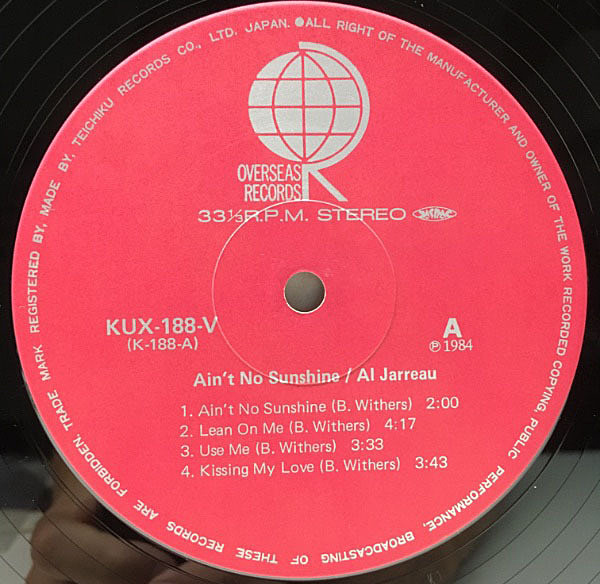 REGISTERED BY, MADE BY, TEICHIKU RECORDS CO., LTD. JAPAN. ●ALL RIGHT OF THE MANUFACTURER AND OWNER OF THE WORK RECORDED COPYING. PUBLIC PERFORMANCE, BROADCASTING OF THESE RECORDS ARE FORBIDDEN, TRADE MARK
OVERSEAS
RECORDS
R
33⅓R.P.M. STEREO
KUX-188-V
(K-188-A)
A
℗1984
Ain't No Sunshine / Al Jarreau
1. Ain't No Sunshine (B. Withers) 2:00
2. Lean On Me (B. Withers) 4:17
3. Use Me (B. Withers) 3:33
4. Kissing My Love (B. Withers) 3:43